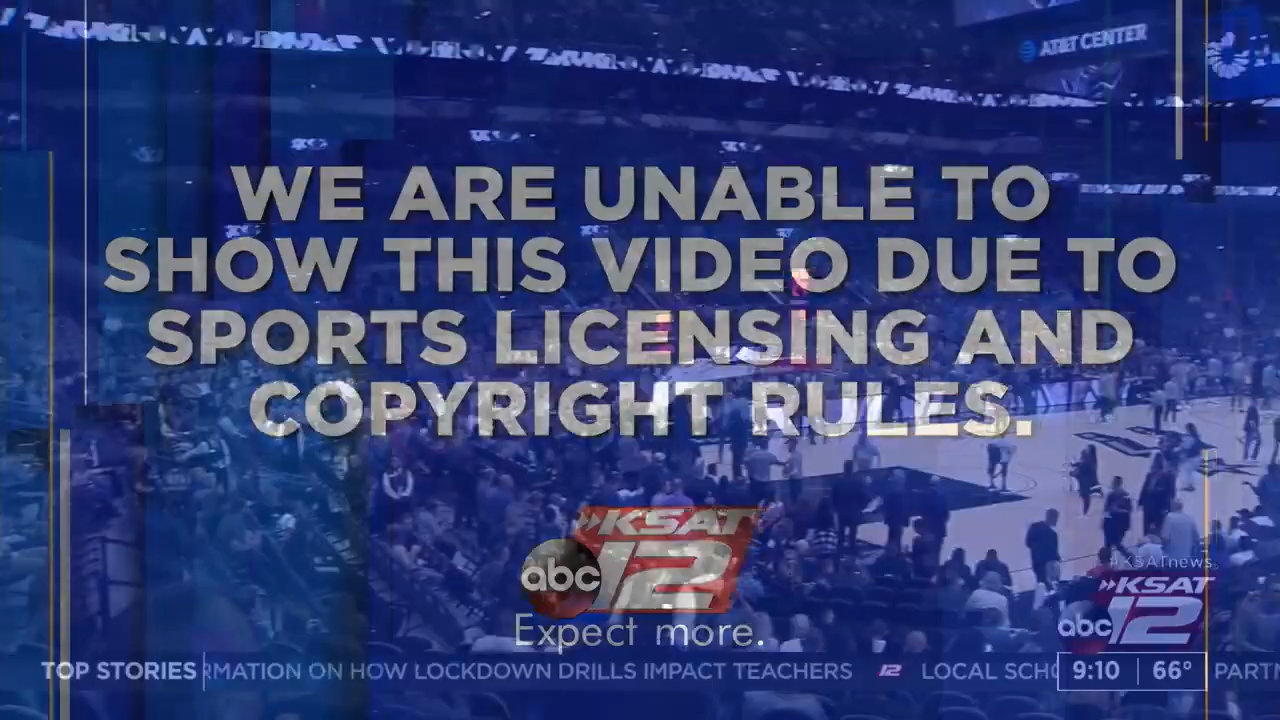 AT&T CENTER
WE ARE UNABLE TO
SHOW THIS VIDEO DUE TO
SPORTS LICENSING AND
COPYRIGHT RULES.
KSAT
abc 12
Expect more.
#KSATnews
KSAT
abc 12
TOP STORIES RMATION ON HOW LOCKDOWN DRILLS IMPACT TEACHERS 12 LOCAL SCHO 9:10 66° PARTI